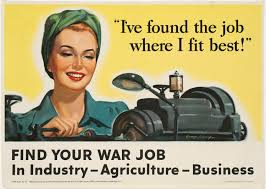 "I've found the job
where I fit best!"
FIND YOUR WAR JOB
In Industry – Agriculture – Business